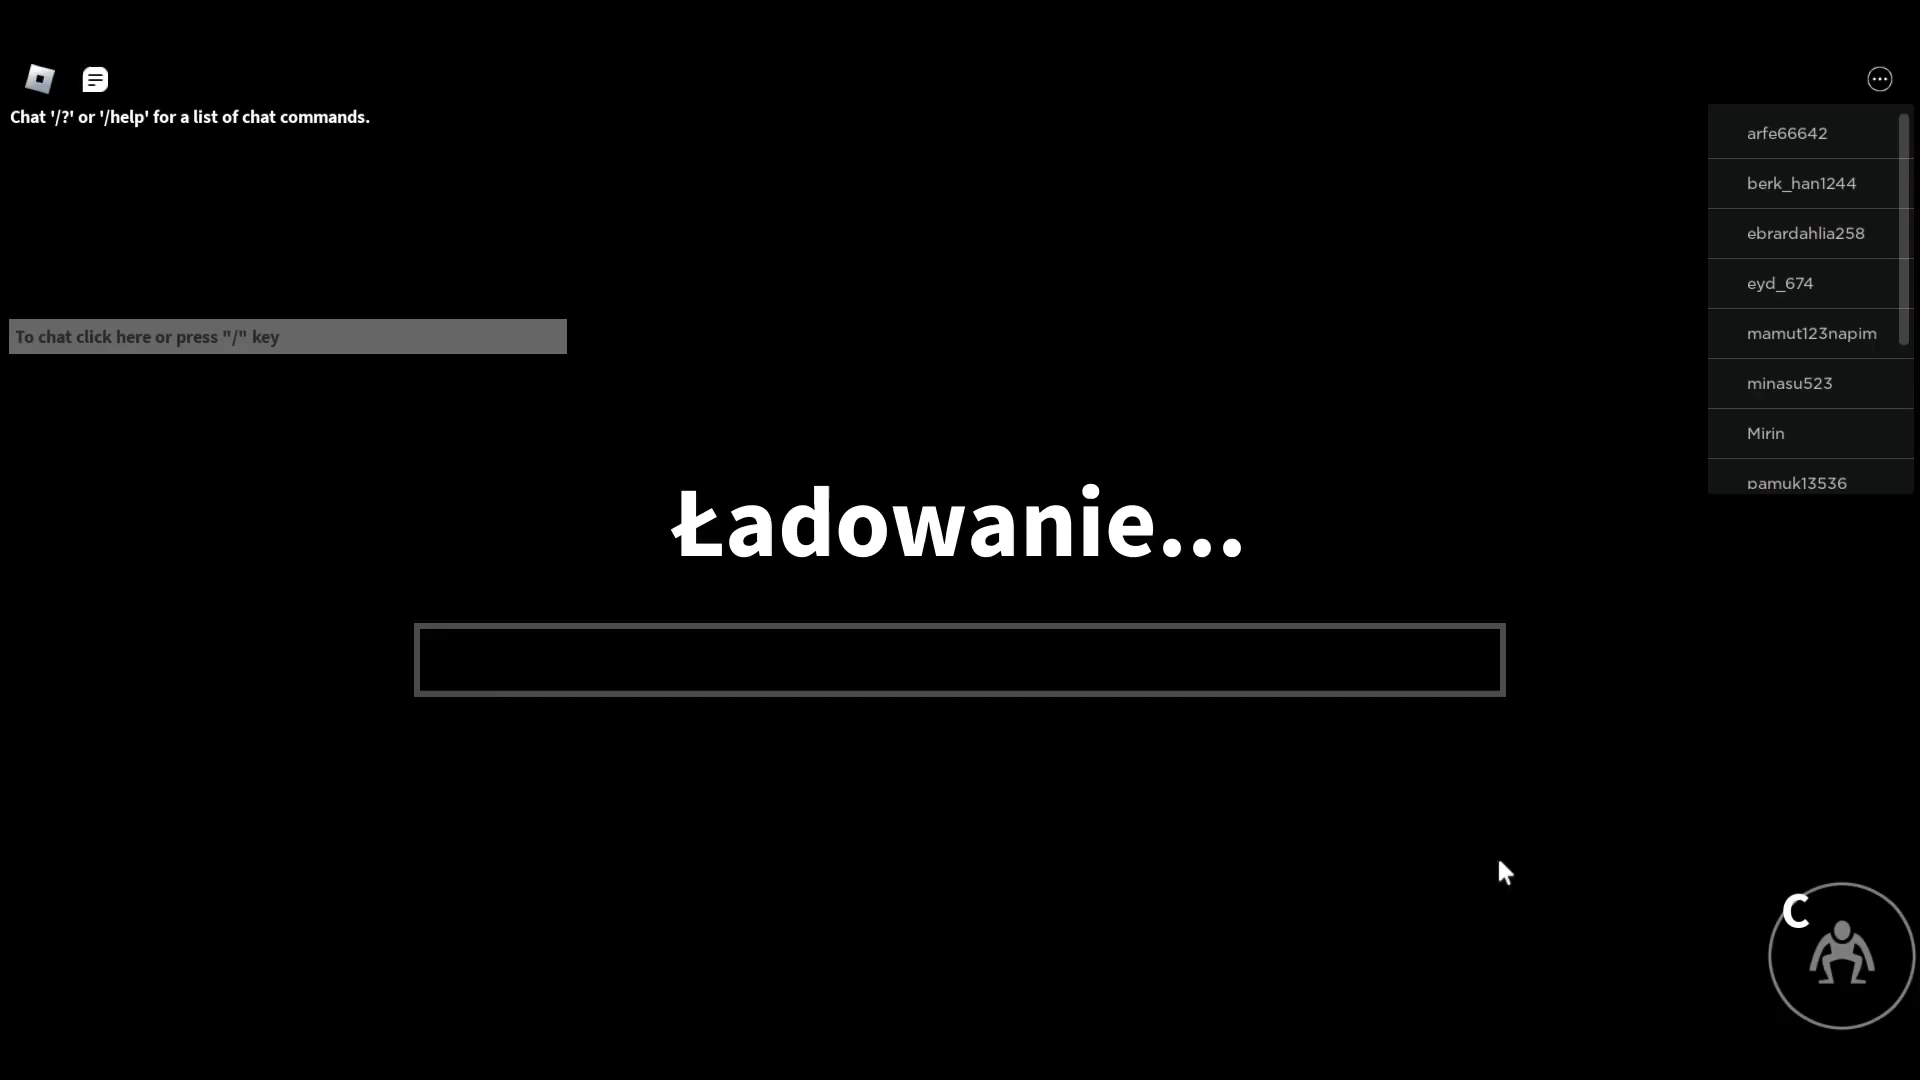 Chat '/?' or '/help' for a list of chat commands.
To chat click here or press "/" key
arfe66642
berk_han1244
ebrardahlia258
eyd_674
mamut123napim
minasu523
Mirin
pamuk13536
Ładowanie...
C